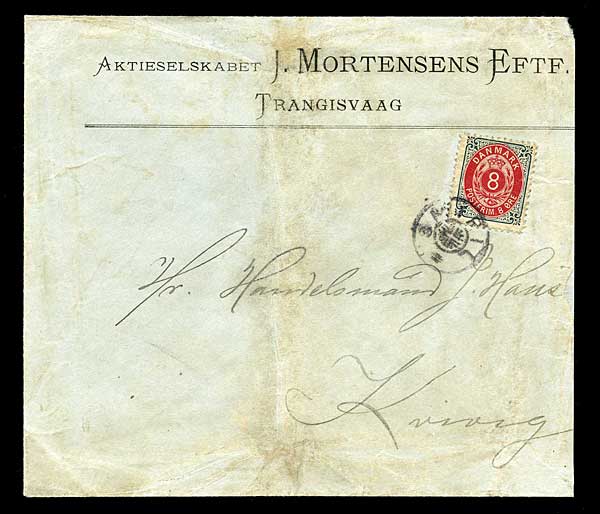 AKTIESELSKABET J. MORTENSENS EFTF.
TRANGISVAAG
DANMARK
8
POSTFRIM. 8 ØRE
Hr. Handelsmand J. Hans
Kvivig